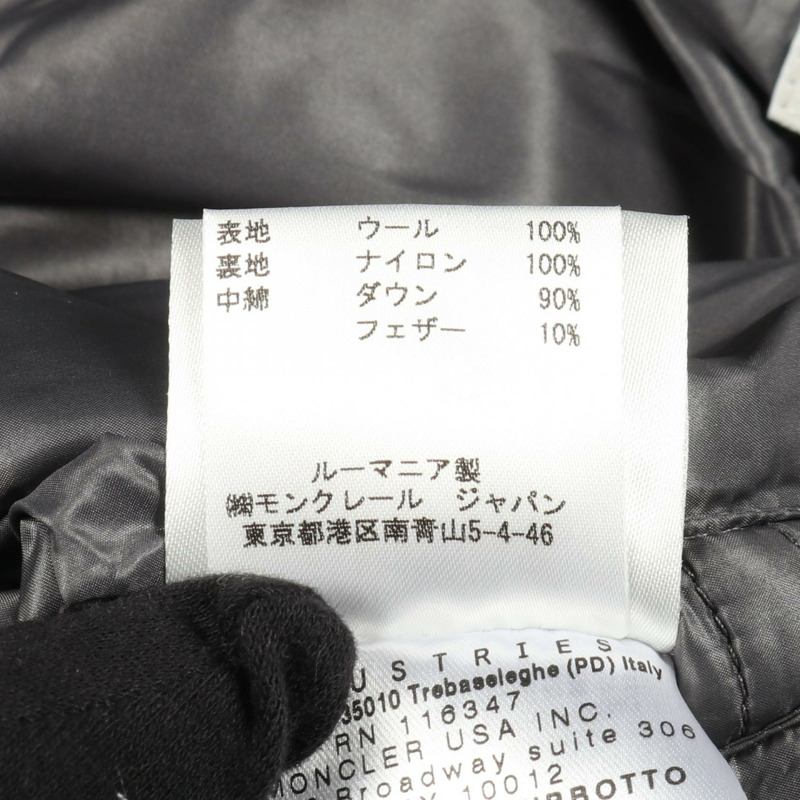 表地 ウール 100%
裏地 ナイロン 100%
中綿 ダウン 90%
フェザー 10%
ルーマニア製
㈱モンクレール ジャパン
東京都港区南青山5-4-46
USTRIES
35010 Trebaseleghe (PD) Italy
RN 116347
MONCLER USA INC.
Broadway suite 306
10012